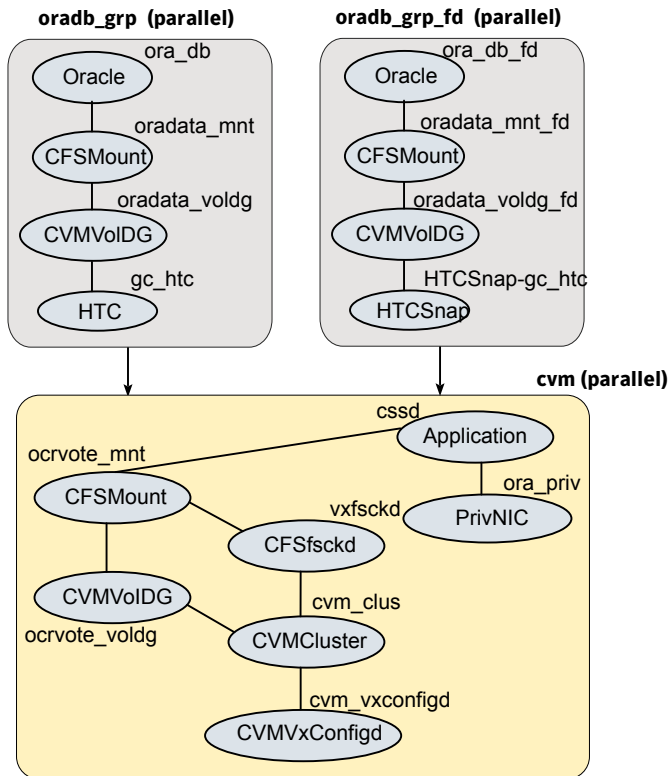 oradb_grp (parallel)
ora_db
Oracle
oradata_mnt
CFSMount
oradata_voldg
CVMVolDG
gc_htc
HTC
oradb_grp_fd (parallel)
ora_db_fd
Oracle
oradata_mnt_fd
CFSMount
oradata_voldg_fd
CVMVolDG
HTCSnap-gc_htc
HTCSnap
cvm (parallel)
cssd
Application
ocrvote_mnt
CFSMount
ora_priv
PrivNIC
vxfsckd
CFSfsckd
CVMVolDG
ocrvote_voldg
cvm_clus
CVMCluster
cvm_vxconfigd
CVMVxConfigd